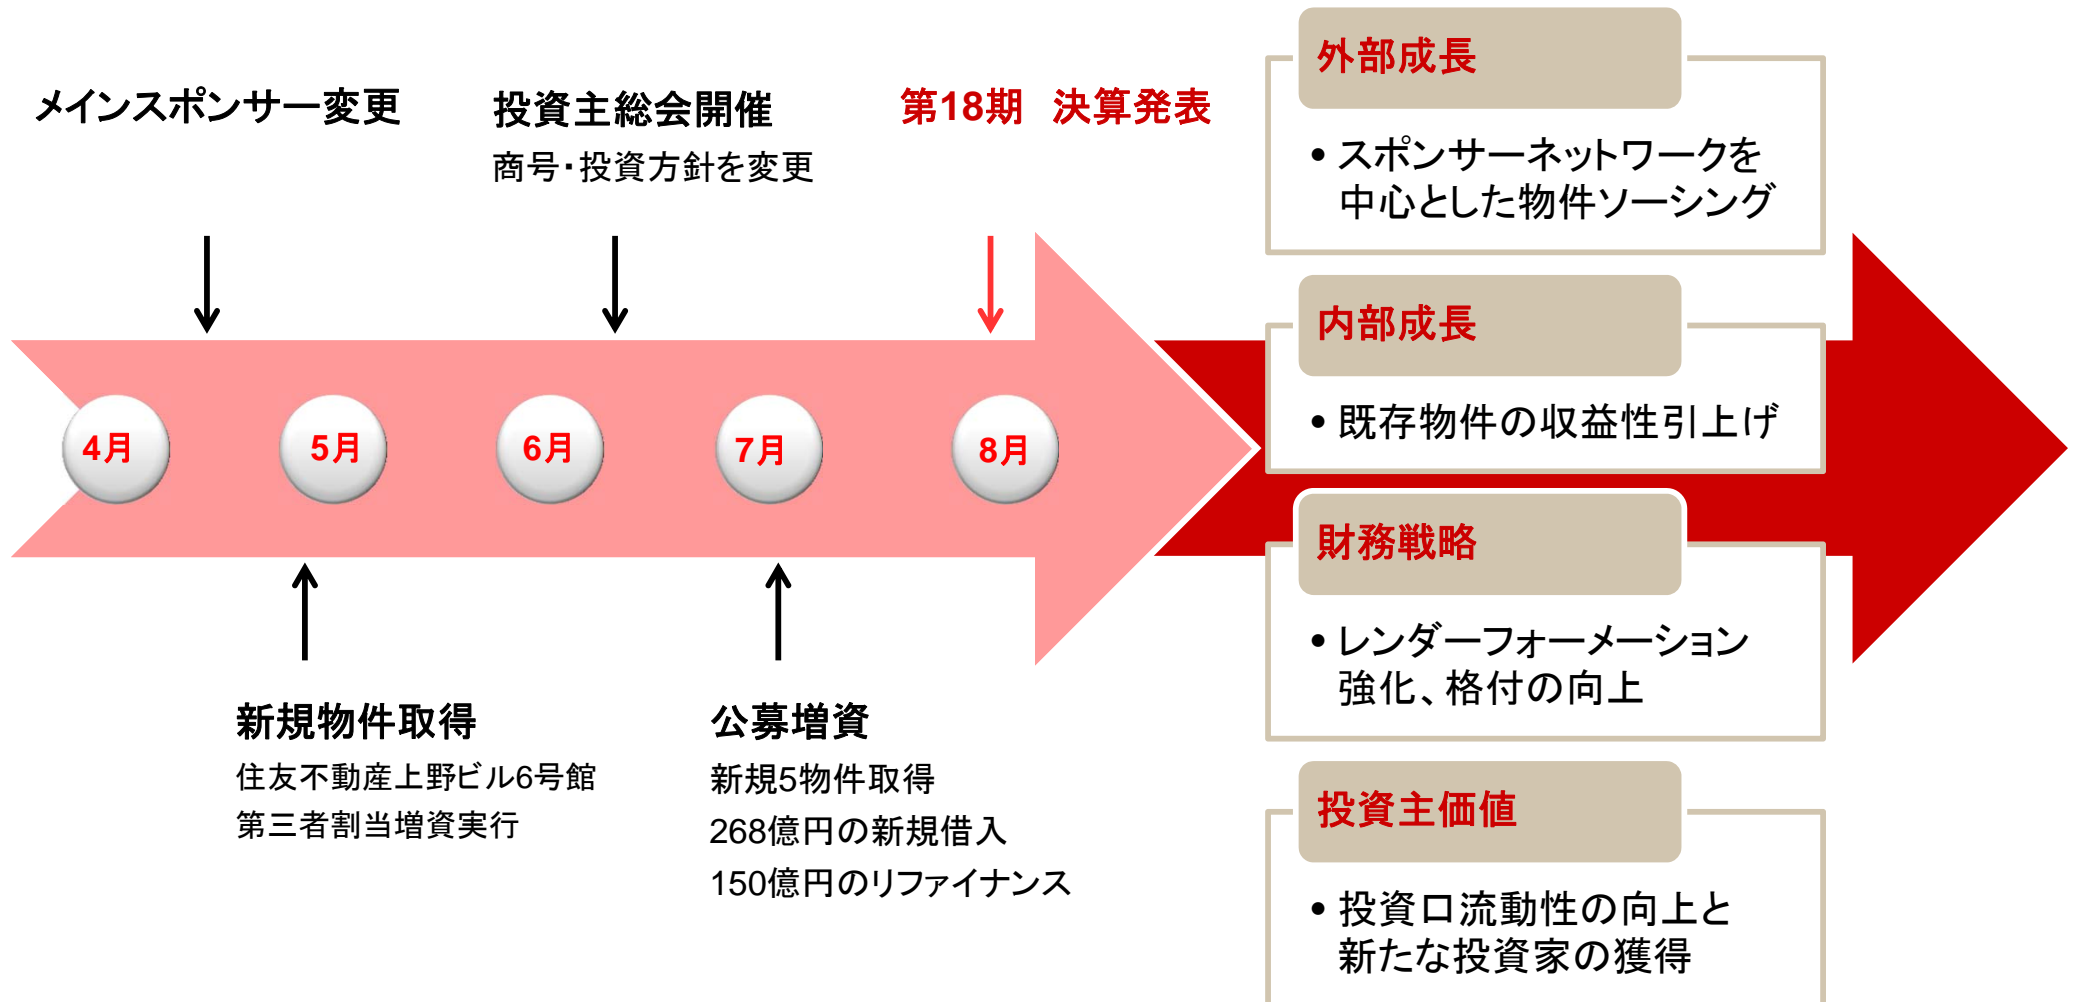 メインスポンサー変更
投資主総会開催
商号・投資方針を変更
第18期 決算発表
4月
5月
6月
7月
8月
新規物件取得
住友不動産上野ビル6号館
第三者割当増資実行
公募増資
新規5物件取得
268億円の新規借入
150億円のリファイナンス
外部成長
• スポンサーネットワークを
中心とした物件ソーシング
内部成長
• 既存物件の収益性引上げ
財務戦略
• レンダーフォーメーション
強化、格付の向上
投資主価値
• 投資口流動性の向上と
新たな投資家の獲得